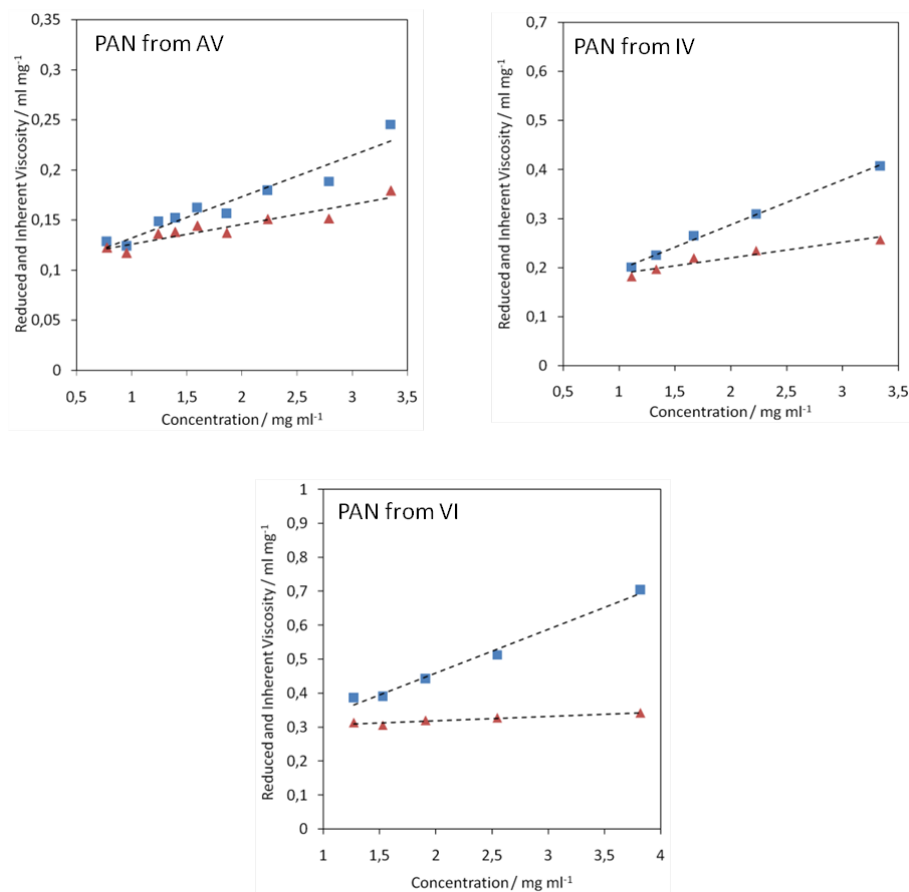 PAN from AV
Reduced and Inherent Viscosity / ml mg⁻¹
0,35
0,3
0,25
0,2
0,15
0,1
0,05
0
0,5 1 1,5 2 2,5 3 3,5
Concentration / mg ml⁻¹
PAN from IV
Reduced and Inherent Viscosity / ml mg⁻¹
0,7
0,6
0,5
0,4
0,3
0,2
0,1
0
0,5 1 1,5 2 2,5 3 3,5
Concentration / mg ml⁻¹
PAN from VI
Reduced and Inherent Viscosity / ml mg⁻¹
1
0,9
0,8
0,7
0,6
0,5
0,4
0,3
0,2
0,1
0
1 1,5 2 2,5 3 3,5 4
Concentration / mg ml⁻¹